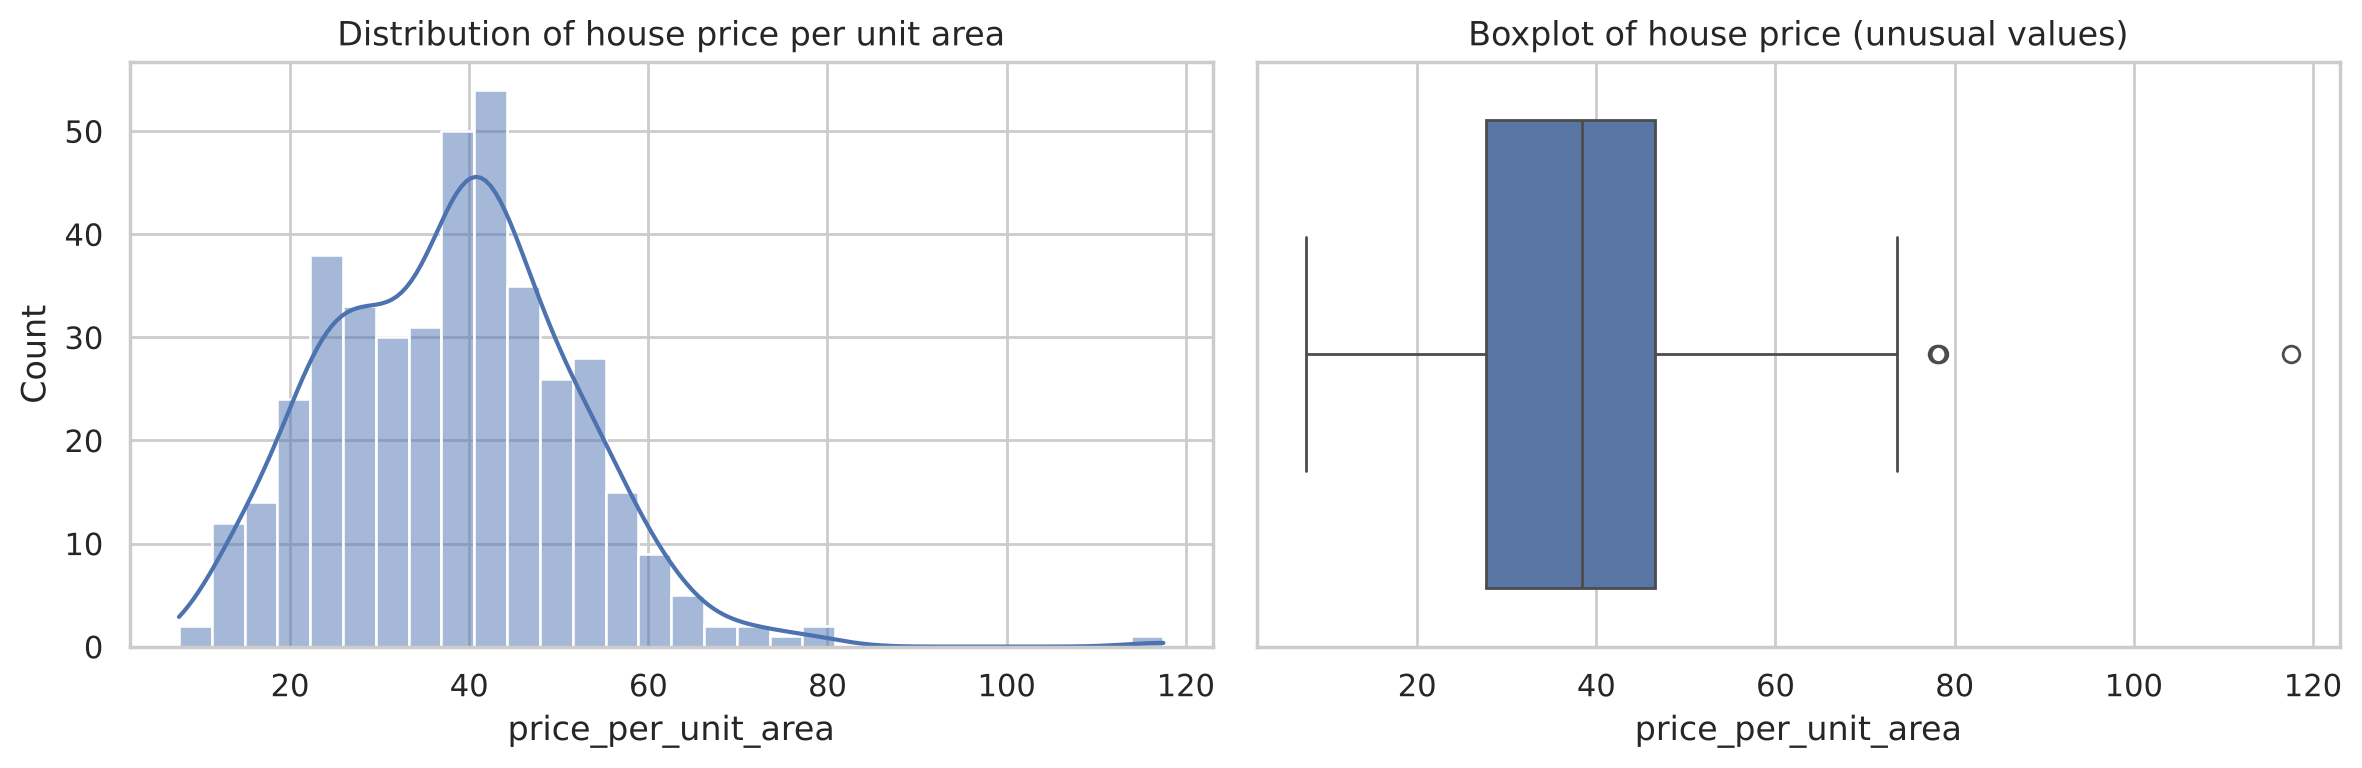 Distribution of house price per unit area
Count
50
40
30
20
10
0
20 40 60 80 100 120
price_per_unit_area
Boxplot of house price (unusual values)
20 40 60 80 100 120
price_per_unit_area